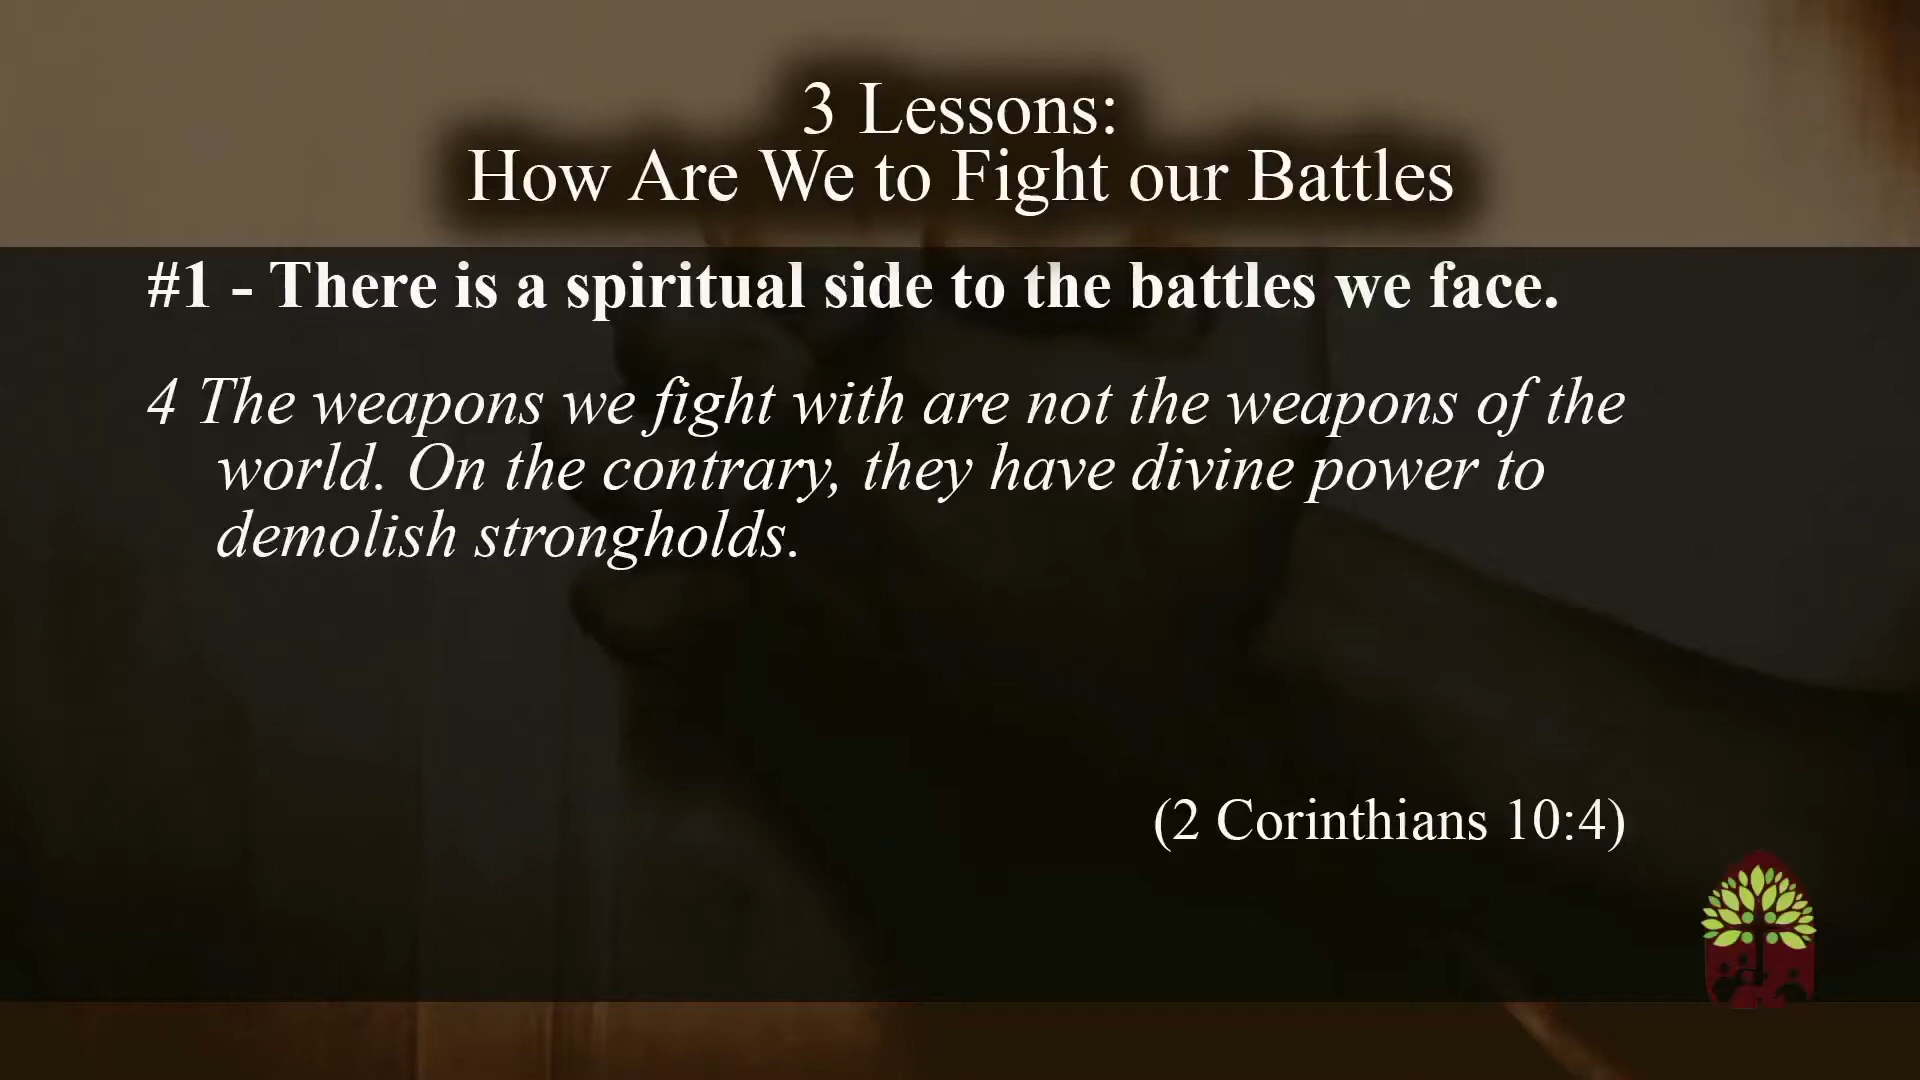 3 Lessons:
How Are We to Fight our Battles
#1 - There is a spiritual side to the battles we face.
4 The weapons we fight with are not the weapons of the
world. On the contrary, they have divine power to
demolish strongholds.
(2 Corinthians 10:4)